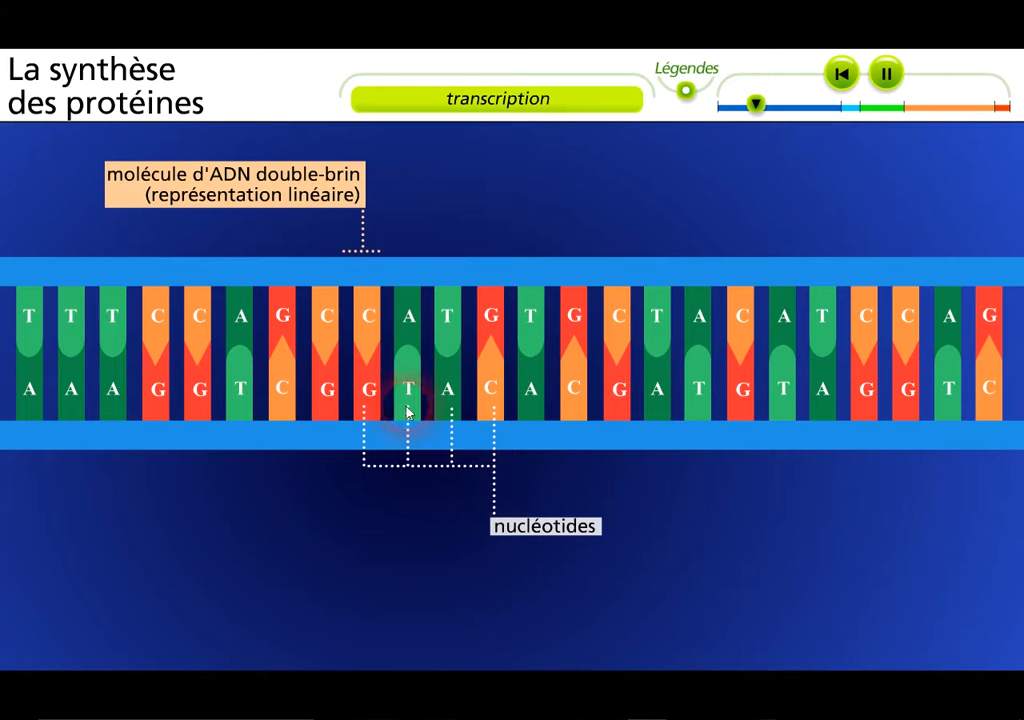 La synthèse
des protéines
transcription
Légendes
molécule d'ADN double-brin
(représentation linéaire)
T T T C C A G C C A T G T G C T A C A T C C A G
A A A G G T C G G T A C A C G A T G T A G G T C
nucléotides